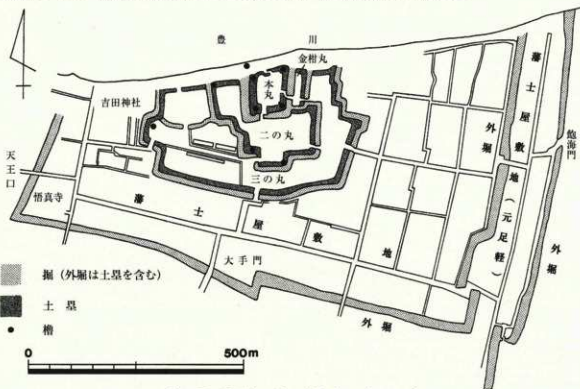 豊川
金柑丸
本丸
吉田神社
二の丸
三の丸
天王口
悟真寺
藩士屋敷地
大手門
外堀
外堀
藩士屋敷地(元足軽)
飽海門
外堀
掘(外堀は土塁を含む)
土塁
櫓
0 500m